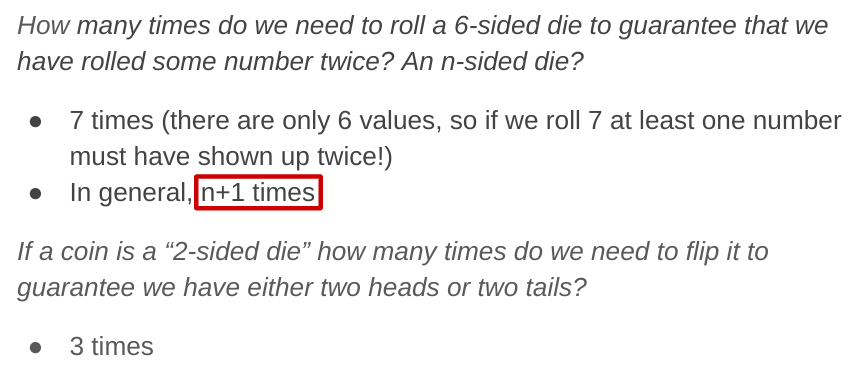 How many times do we need to roll a 6-sided die to guarantee that we
have rolled some number twice? An n-sided die?
● 7 times (there are only 6 values, so if we roll 7 at least one number
must have shown up twice!)
● In general, n+1 times
If a coin is a “2-sided die” how many times do we need to flip it to
guarantee we have either two heads or two tails?
● 3 times